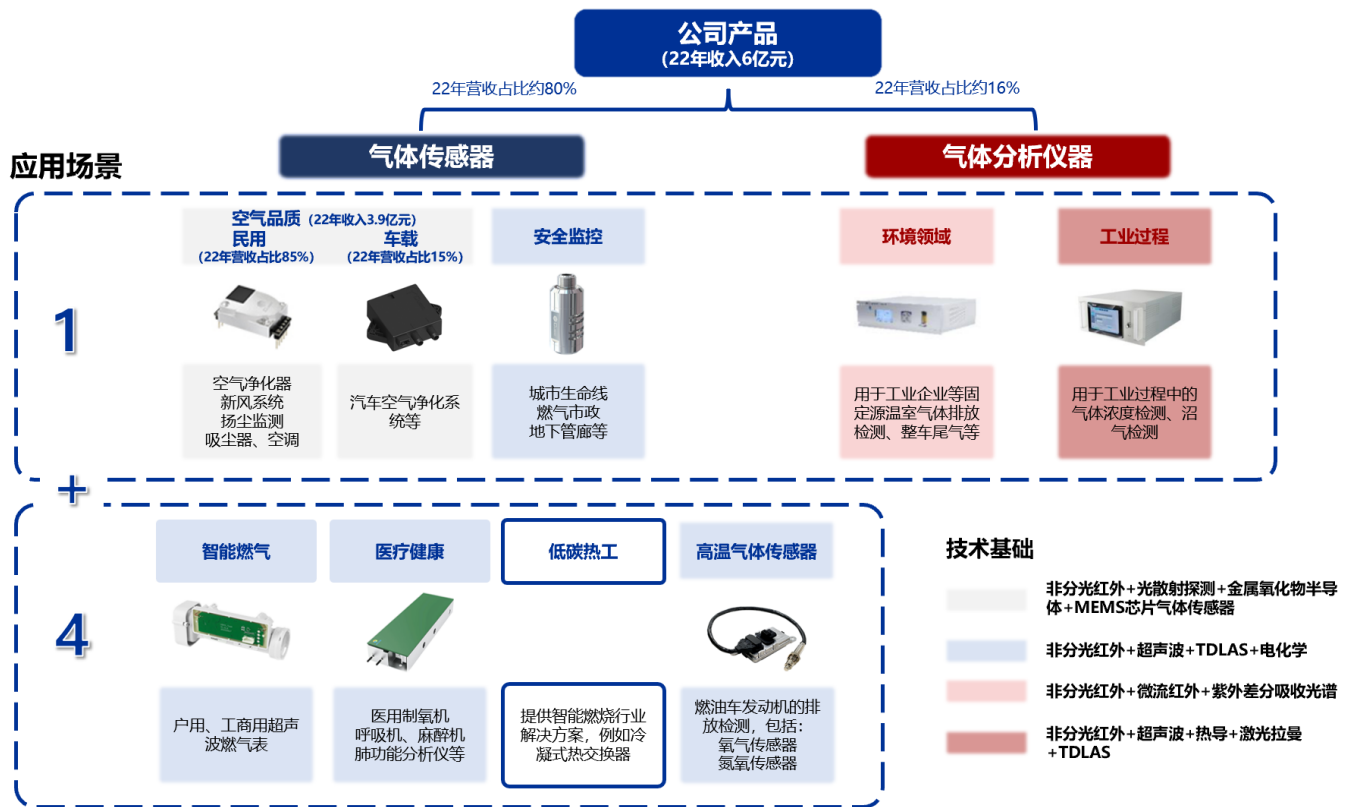 公司产品
(22年收入6亿元)
22年营收占比约80%
22年营收占比约16%
气体传感器
气体分析仪器
应用场景
1
空气品质 (22年收入3.9亿元)
民用
(22年营收占比85%)
车载
(22年营收占比15%)
安全监控
环境领域
工业过程
空气净化器
新风系统
扬尘监测
吸尘器、空调
汽车空气净化系
统等
城市生命线
燃气市政
地下管廊等
用于工业企业等固
定源温室气体排放
检测、整车尾气等
用于工业过程中的
气体浓度检测、沼
气检测
+
4
智能燃气
医疗健康
低碳热工
高温气体传感器
户用、工商用超声
波燃气表
医用制氧机
呼吸机、麻醉机
肺功能分析仪等
提供智能燃烧行业
解决方案，例如冷
凝式热交换器
燃油车发动机的排
放检测，包括：
氧气传感器
氮氧传感器
技术基础
非分光红外+光散射探测+金属氧化物半导
体+MEMS芯片气体传感器
非分光红外+超声波+TDLAS+电化学
非分光红外+微流红外+紫外差分吸收光谱
非分光红外+超声波+热导+激光拉曼
+TDLAS